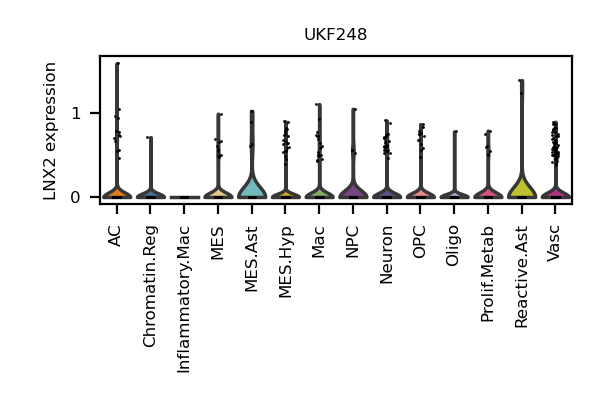 UKF248
LNX2 expression
1
0
AC
Chromatin.Reg
Inflammatory.Mac
MES
MES.Ast
MES.Hyp
Mac
NPC
Neuron
OPC
Oligo
Prolif.Metab
Reactive.Ast
Vasc